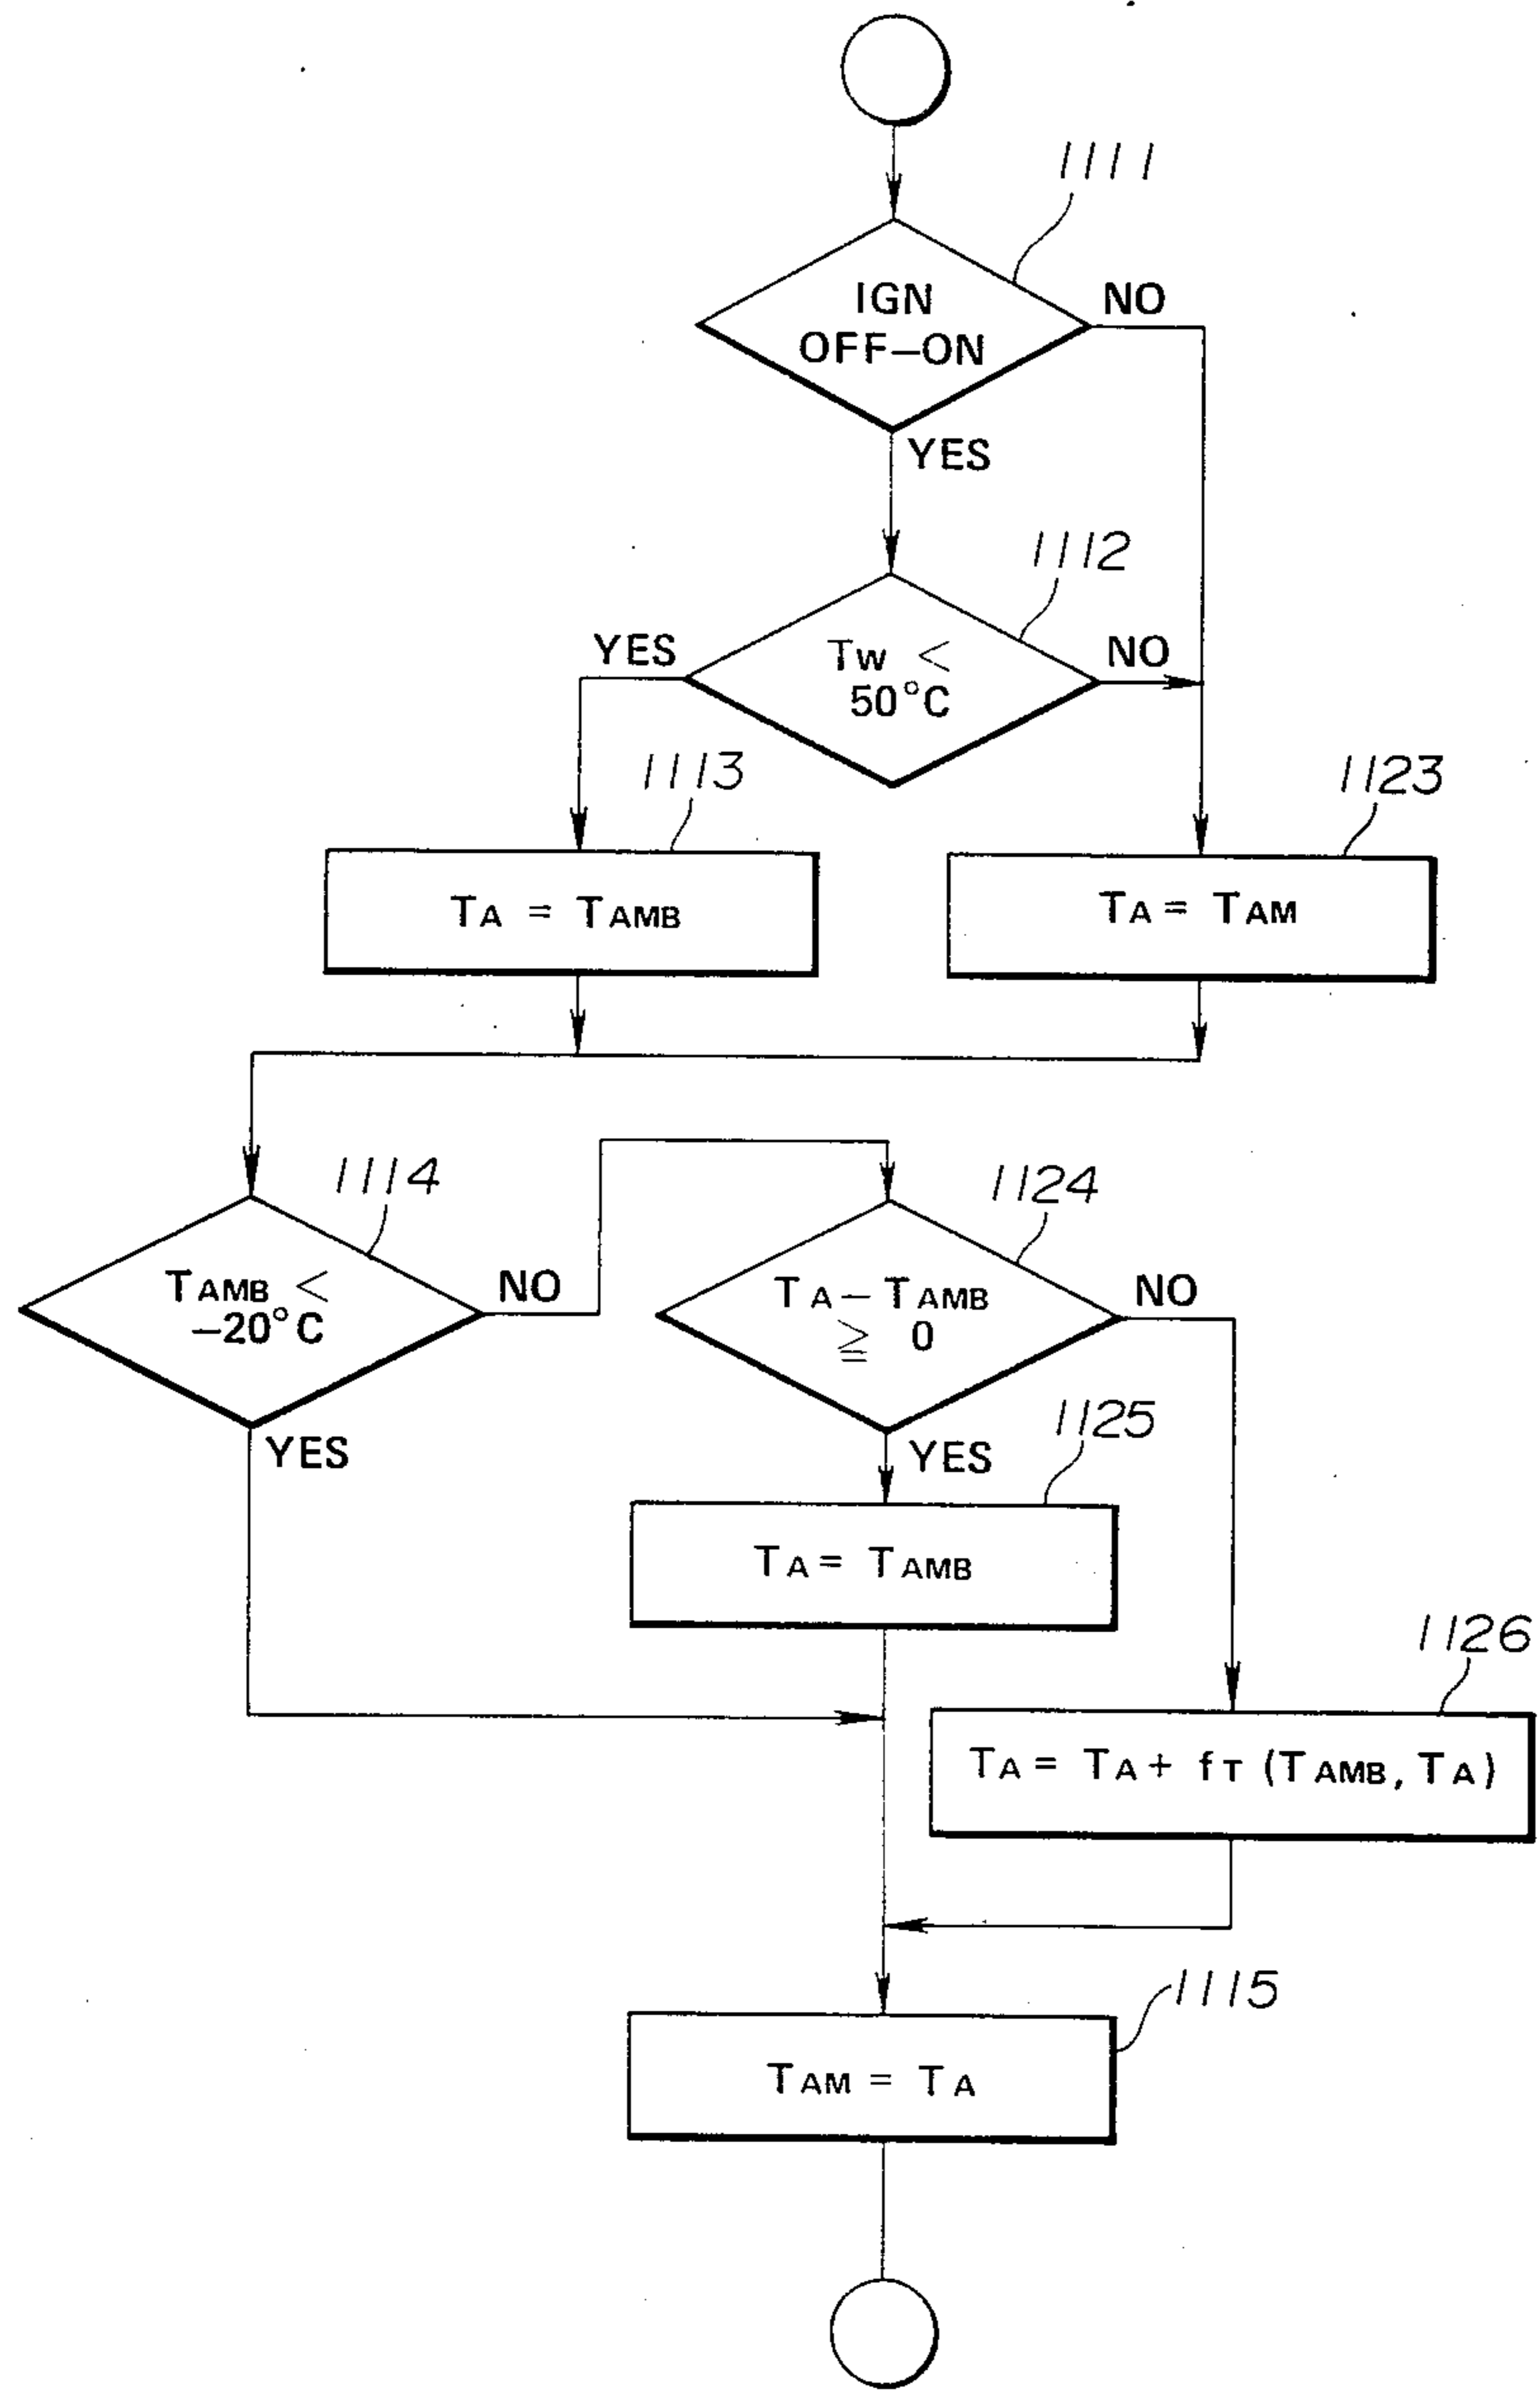 1111
IGN
OFF–ON
NO
YES
1112
YES
TW <
50°C
NO
1113
1123
TA = TAMB
TA = TAM
1114
1124
TAMB <
–20°C
NO
TA – TAMB
≧ 0
NO
YES
1125
YES
TA = TAMB
1126
TA = TA + fT (TAMB, TA)
1115
TAM = TA